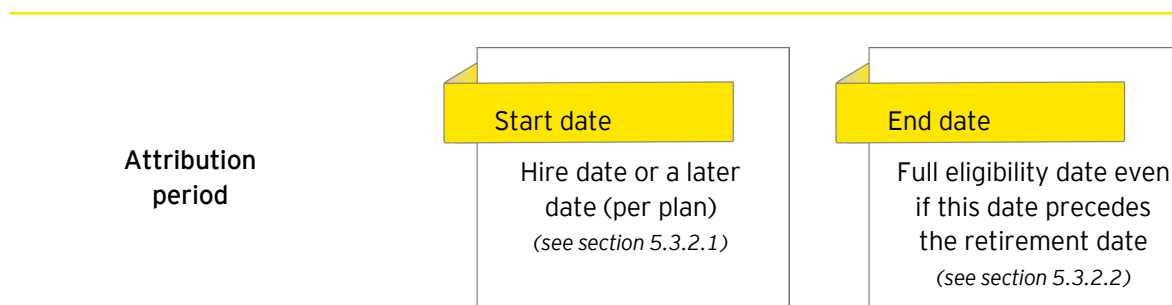 Attribution
period
Start date
Hire date or a later
date (per plan)
(see section 5.3.2.1)
End date
Full eligibility date even
if this date precedes
the retirement date
(see section 5.3.2.2)